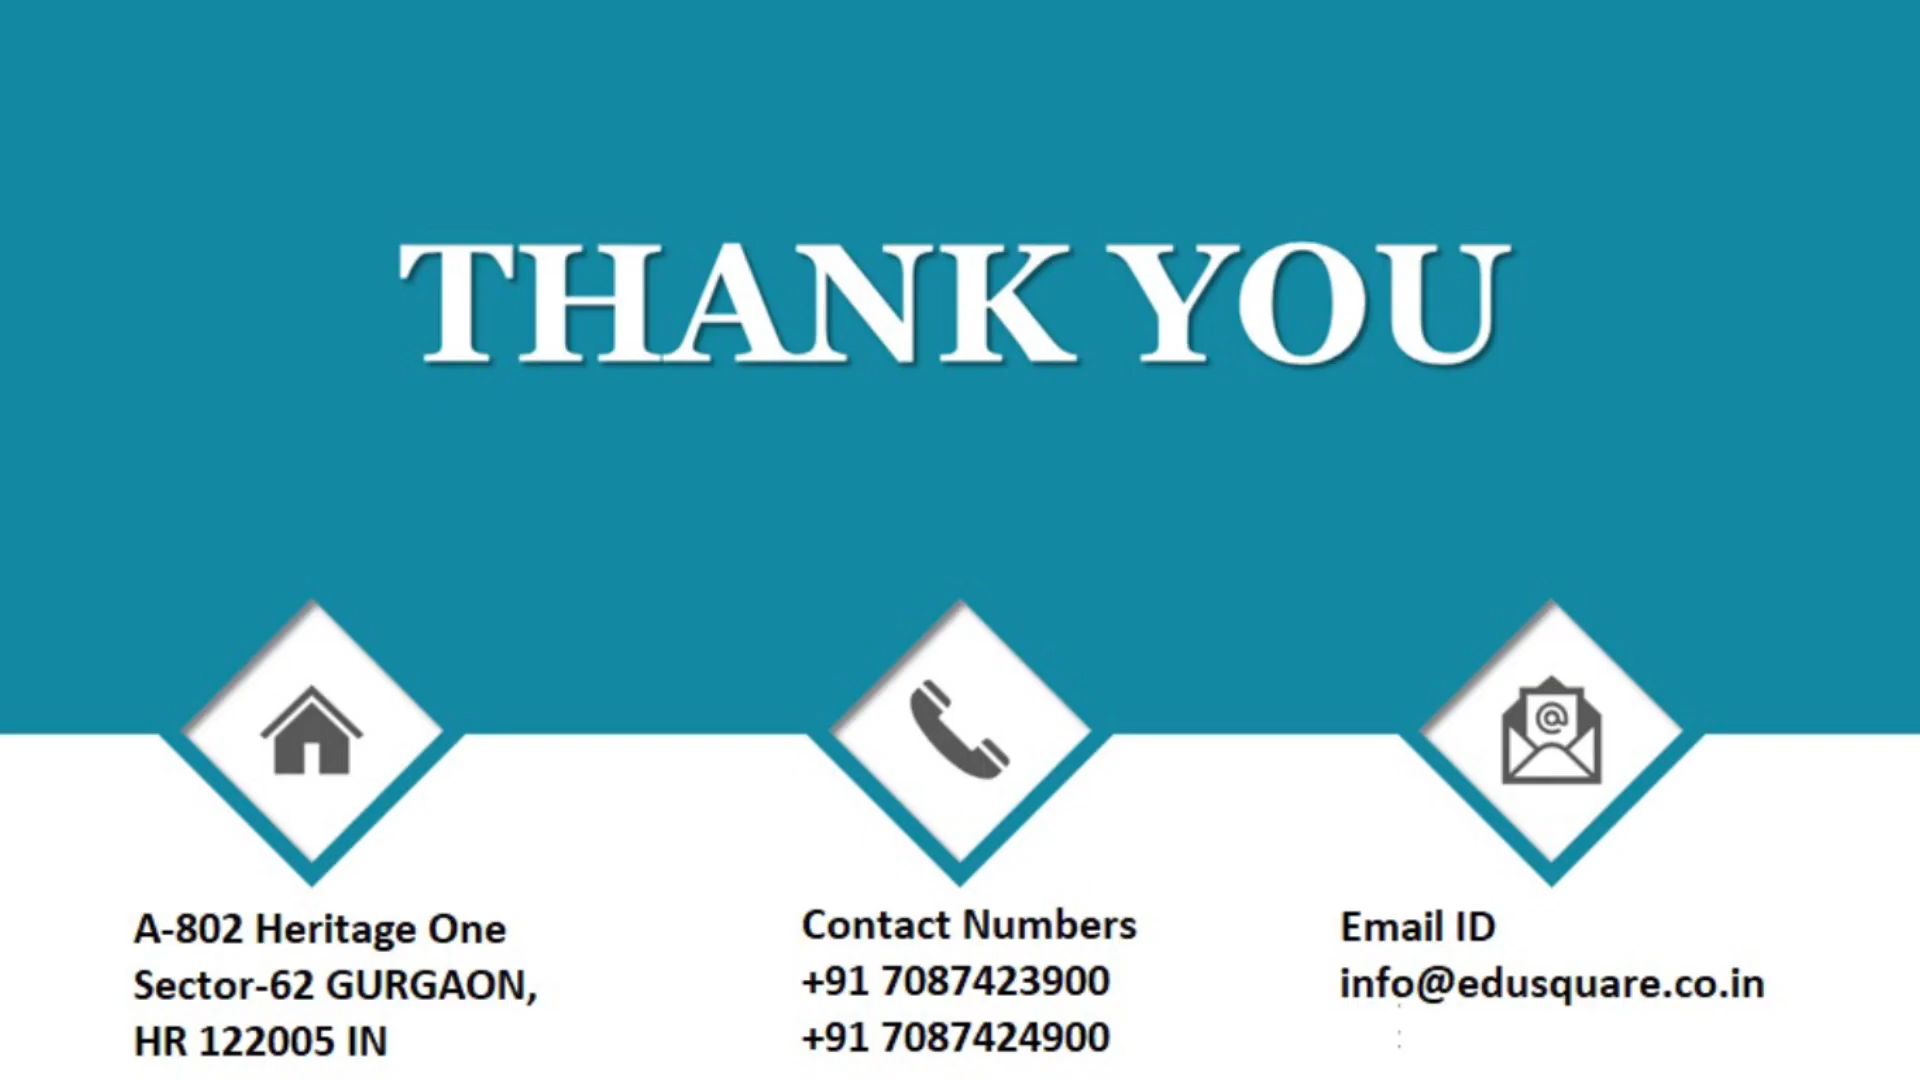 THANK YOU
A-802 Heritage One
Sector-62 GURGAON,
HR 122005 IN
Contact Numbers
+91 7087423900
+91 7087424900
Email ID
info@edusquare.co.in